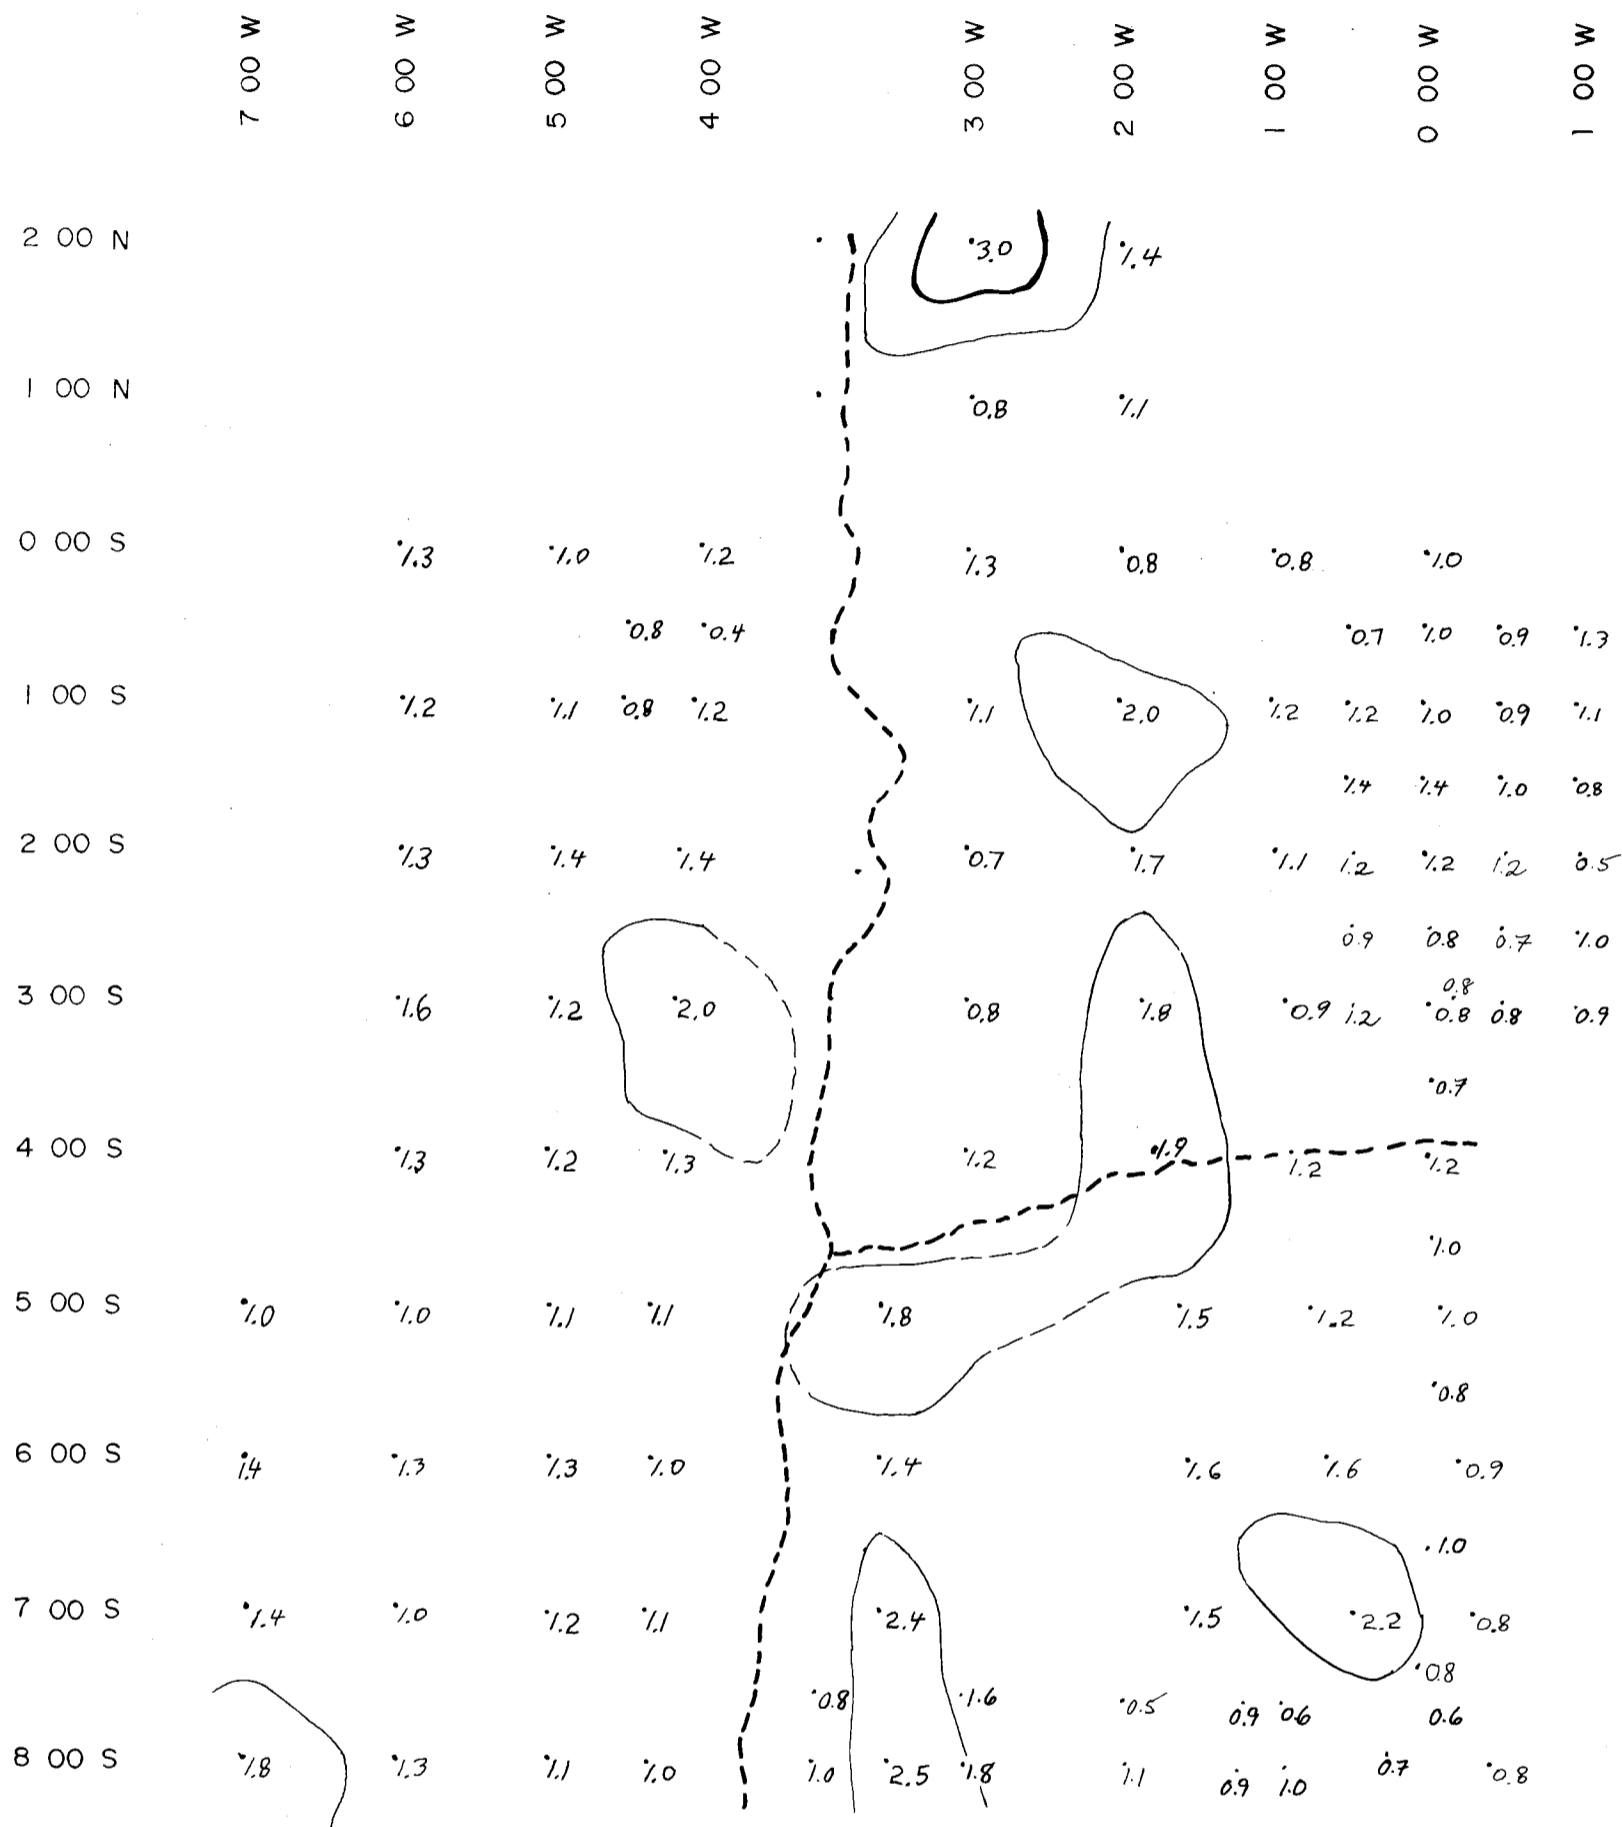 7 00 W 6 00 W 5 00 W 4 00 W 3 00 W 2 00 W 1 00 W 0 00 W 1 00 W
2 00 N 3.0 1.4
1 00 N 0.8 1.1
0 00 S 1.3 1.0 1.2 1.3 0.8 0.8 1.0
0.8 0.4 0.7 1.0 0.9 1.3
1 00 S 1.2 1.1 0.8 1.2 1.1 2.0 1.2 1.2 1.0 0.9 1.1
1.4 1.4 1.0 0.8
2 00 S 1.3 1.4 1.4 0.7 1.7 1.1 1.2 1.2 1.2 0.5
0.9 0.8 0.7 1.0
0.8
3 00 S 1.6 1.2 2.0 0.8 1.8 0.9 1.2 0.8 0.8 0.9
0.7
4 00 S 1.3 1.2 1.3 1.2 1.9 1.2 1.2
1.0
5 00 S 1.0 1.0 1.1 1.1 1.8 1.5 1.2 1.0
0.8
6 00 S 1.4 1.3 1.3 1.0 1.4 1.6 1.6 0.9
1.0
7 00 S 1.4 1.0 1.2 1.1 2.4 1.5 2.2 0.8
0.8
0.8 1.6 0.5 0.9 0.6 0.6
8 00 S 1.8 1.3 1.1 1.0 1.0 2.5 1.8 1.1 0.9 1.0 0.7 0.8